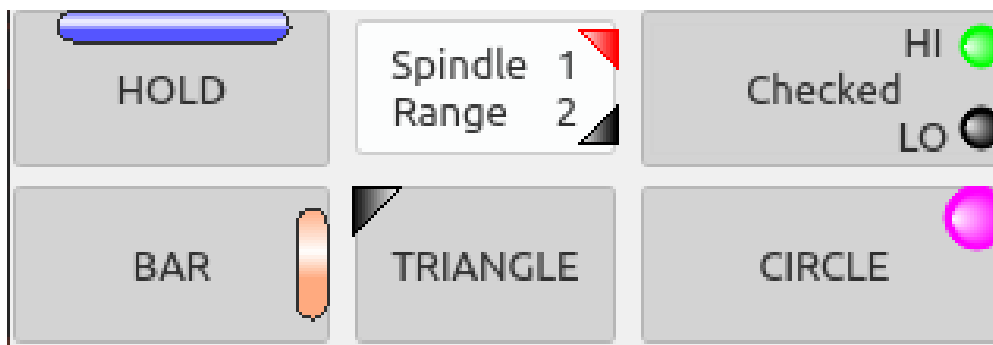 HOLD
Spindle 1
Range 2
HI
Checked
LO
BAR
TRIANGLE
CIRCLE